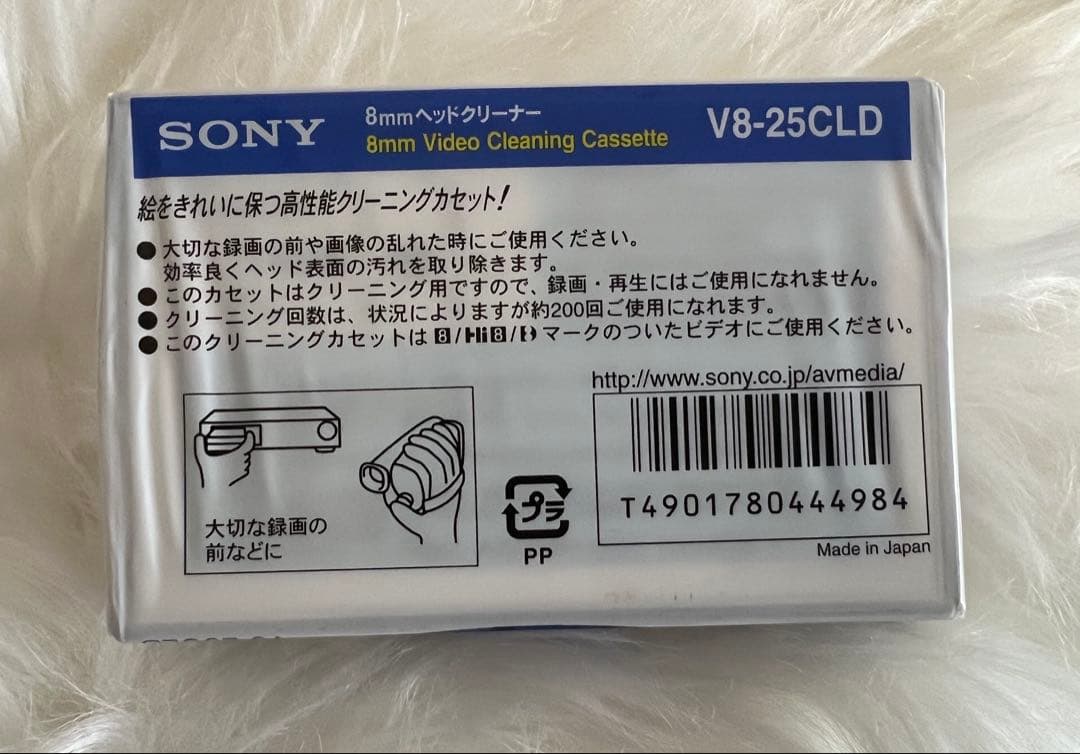 SONY
8mmヘッドクリーナー
8mm Video Cleaning Cassette
V8-25CLD
絵をきれいに保つ高性能クリーニングカセット!
●大切な録画の前や画像の乱れた時にご使用ください。
効率良くヘッド表面の汚れを取り除きます。
●このカセットはクリーニング用ですので、録画・再生にはご使用になれません。
●クリーニング回数は、状況によりますが約200回ご使用になれます。
●このクリーニングカセットは 8/Hi8/D マークのついたビデオにご使用ください。
http://www.sony.co.jp/avmedia/
T4901780444984
大切な録画の
前などに
プラ
PP
Made in Japan